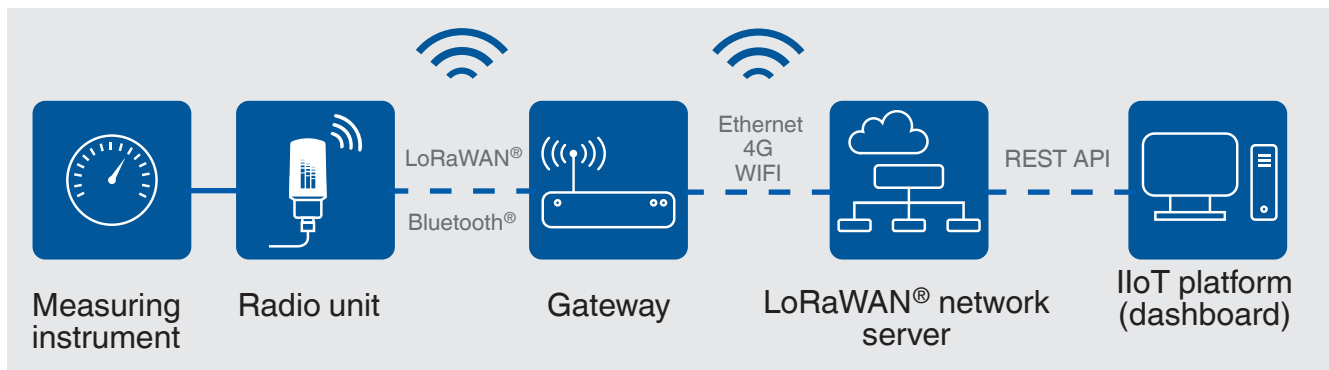 LoRaWAN®
Bluetooth®
Ethernet
4G
WIFI
REST API
Measuring
instrument
Radio unit
Gateway
LoRaWAN® network
server
IIoT platform
(dashboard)